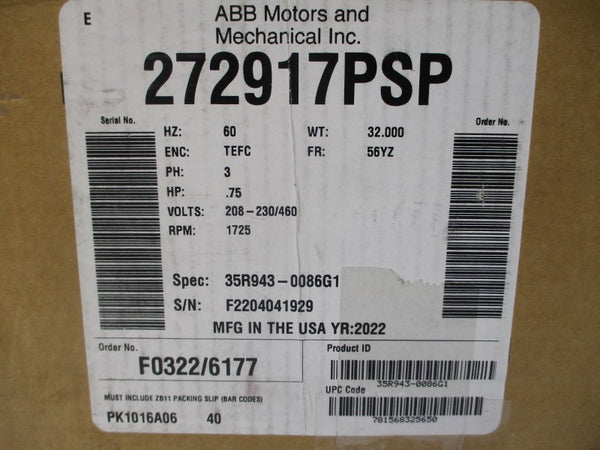 E
ABB Motors and
Mechanical Inc.
272917PSP
Serial No.
Order No.
HZ: 60 WT: 32.000
ENC: TEFC FR: 56YZ
PH: 3
HP: .75
VOLTS: 208-230/460
RPM: 1725
Spec: 35R943-0086G1
S/N: F2204041929
MFG IN THE USA YR:2022
Order No.
F0322/6177
Product ID
35R943-0086G1
UPC Code
781568325650
MUST INCLUDE ZB11 PACKING SLIP (BAR CODES)
PK1016A06 40